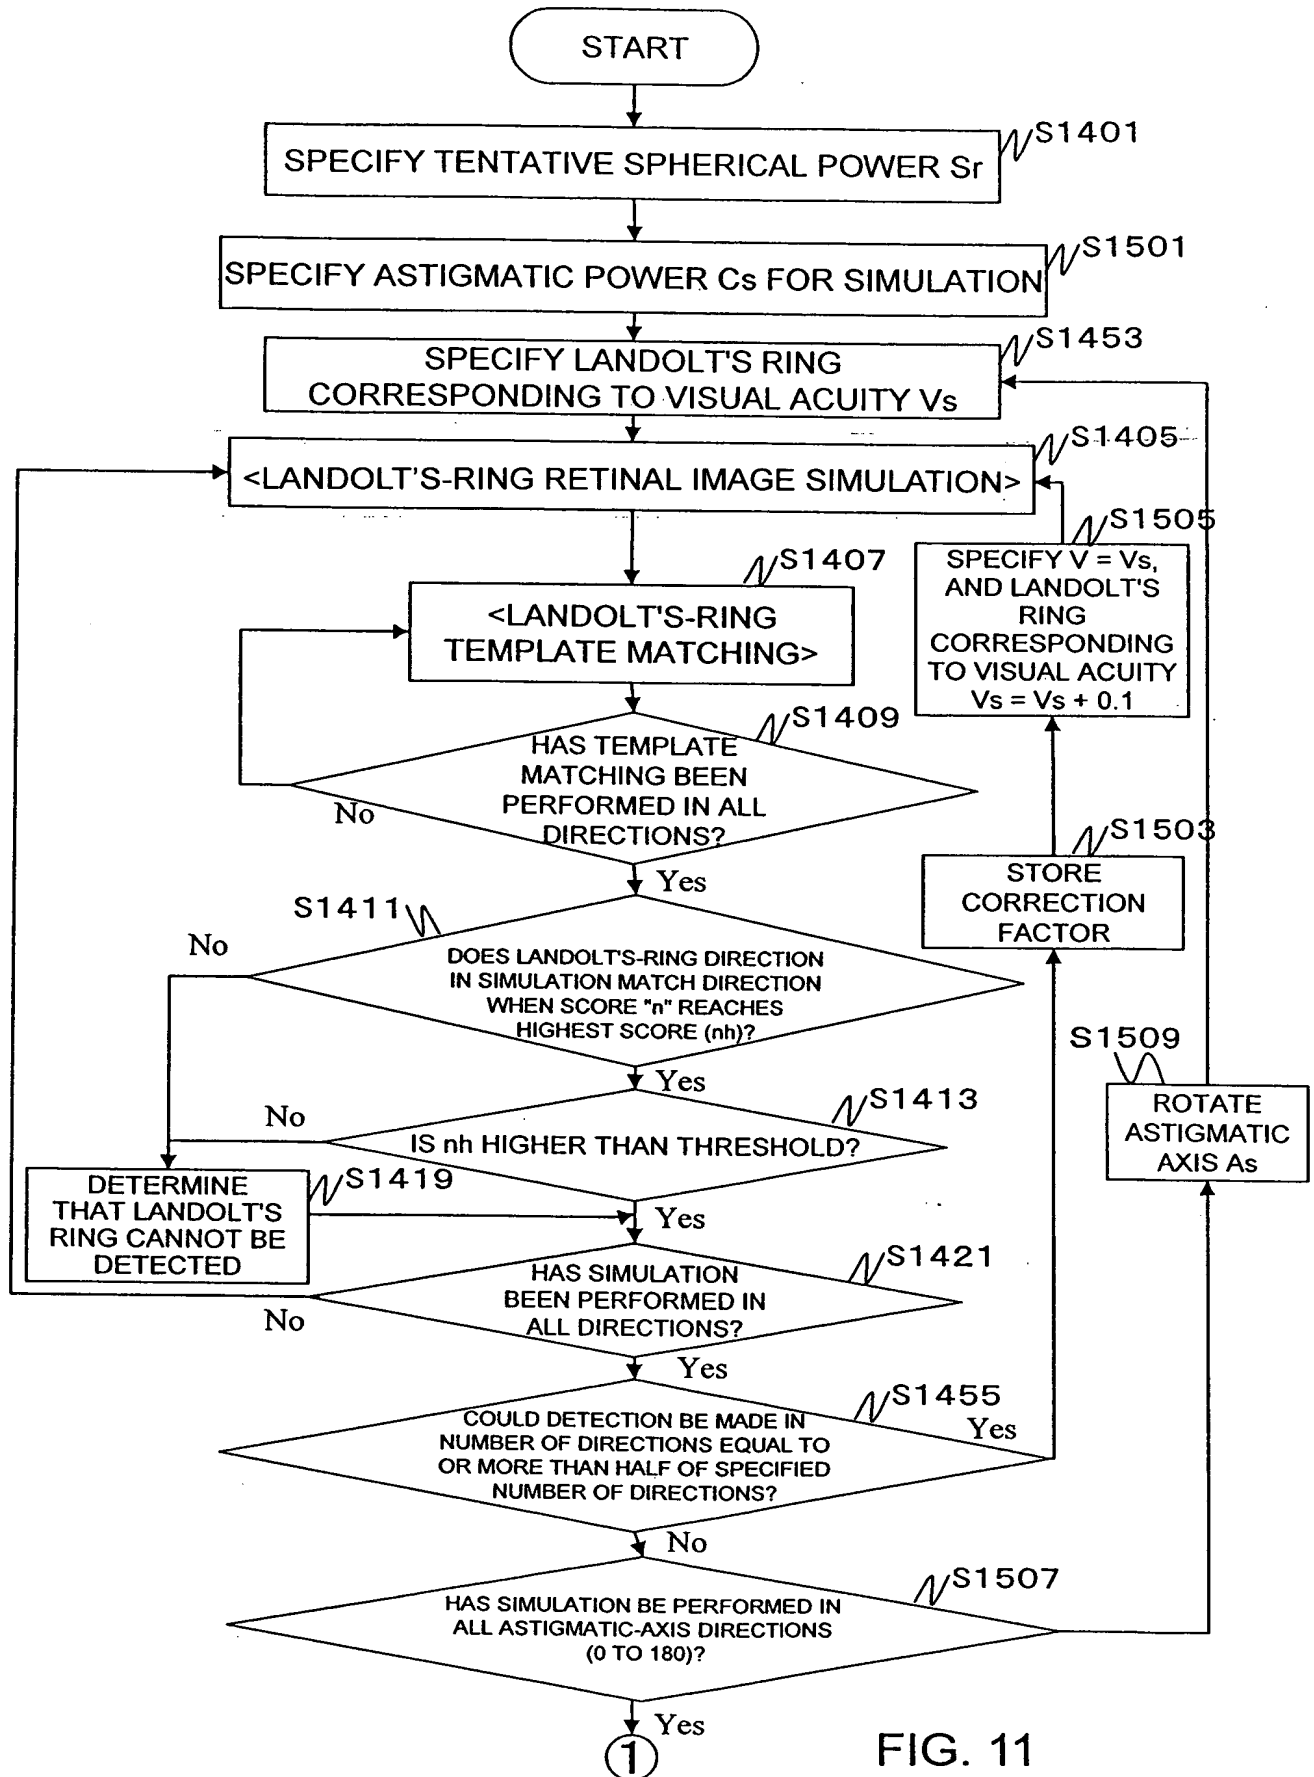 START
S1401
SPECIFY TENTATIVE SPHERICAL POWER Sr
S1501
SPECIFY ASTIGMATIC POWER Cs FOR SIMULATION
S1453
SPECIFY LANDOLT'S RING
CORRESPONDING TO VISUAL ACUITY Vs
S1405
<LANDOLT'S-RING RETINAL IMAGE SIMULATION>
S1505
SPECIFY V = Vs,
AND LANDOLT'S
RING
CORRESPONDING
TO VISUAL ACUITY
Vs = Vs + 0.1
S1407
<LANDOLT'S-RING
TEMPLATE MATCHING>
S1409
HAS TEMPLATE
MATCHING BEEN
PERFORMED IN ALL
DIRECTIONS?
No
Yes
S1503
STORE
CORRECTION
FACTOR
S1411
No
DOES LANDOLT'S-RING DIRECTION
IN SIMULATION MATCH DIRECTION
WHEN SCORE "n" REACHES
HIGHEST SCORE (nh)?
Yes
S1509
ROTATE
ASTIGMATIC
AXIS As
S1413
No
IS nh HIGHER THAN THRESHOLD?
Yes
S1419
DETERMINE
THAT LANDOLT'S
RING CANNOT BE
DETECTED
S1421
HAS SIMULATION
BEEN PERFORMED IN
ALL DIRECTIONS?
No
Yes
S1455
COULD DETECTION BE MADE IN
NUMBER OF DIRECTIONS EQUAL TO
OR MORE THAN HALF OF SPECIFIED
NUMBER OF DIRECTIONS?
Yes
No
S1507
HAS SIMULATION BE PERFORMED IN
ALL ASTIGMATIC-AXIS DIRECTIONS
(0 TO 180)?
Yes
1
FIG. 11